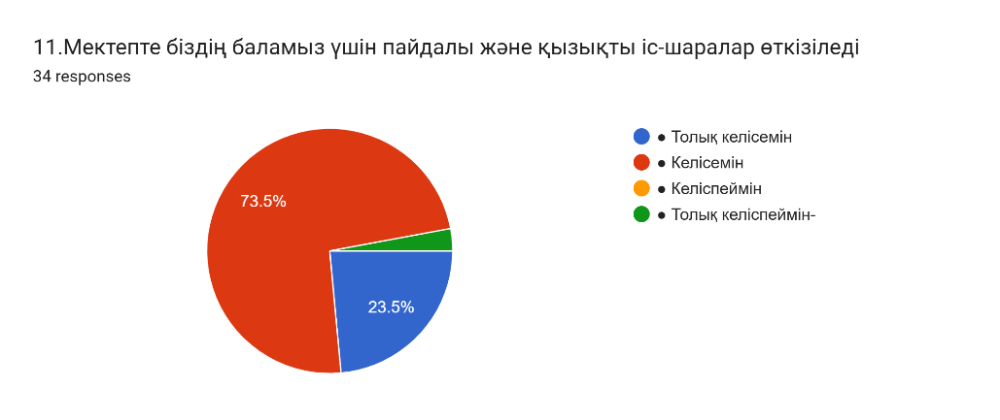 11.Мектепте біздің баламыз үшін пайдалы және қызықты іс-шаралар өткізіледі
34 responses
● Толық келісемін
● Келісемін
● Келіспеймін
● Толық келіспеймін-
73.5%
23.5%